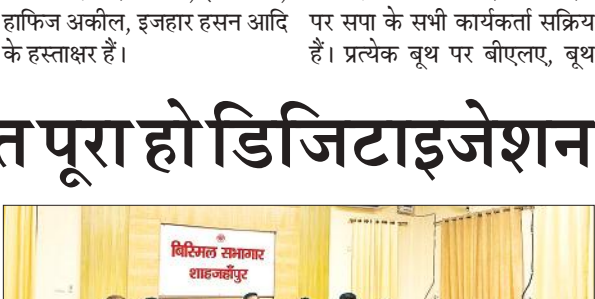 हाफिज अकील, इजहार हसन आदि
के हस्ताक्षर हैं।
पर सपा के सभी कार्यकर्ता सक्रिय
हैं। प्रत्येक बूथ पर बीएलए, बूथ
पूरा हो डिजिटाइजेशन
बिस्मिल सभागार
शाहजहाँपुर